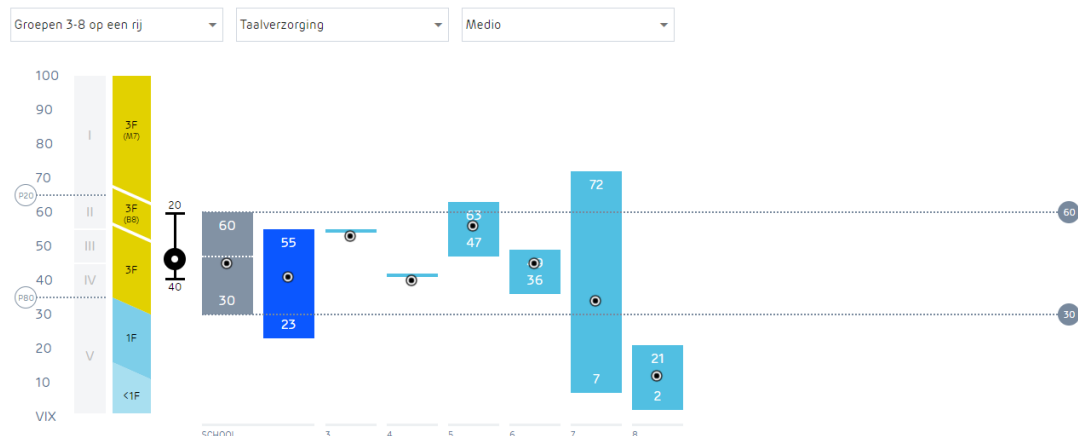 Groepen 3-8 op een rij
Taalverzorging
Medio
100
90
80
70
60
50
40
30
20
10
VIX
P20
P80
I
II
III
IV
V
3F
(M7)
3F
(B8)
3F
1F
<1F
20
40
60
30
55
23
63
47
36
72
7
21
2
60
30
SCHOOL
3
4
5
6
7
8